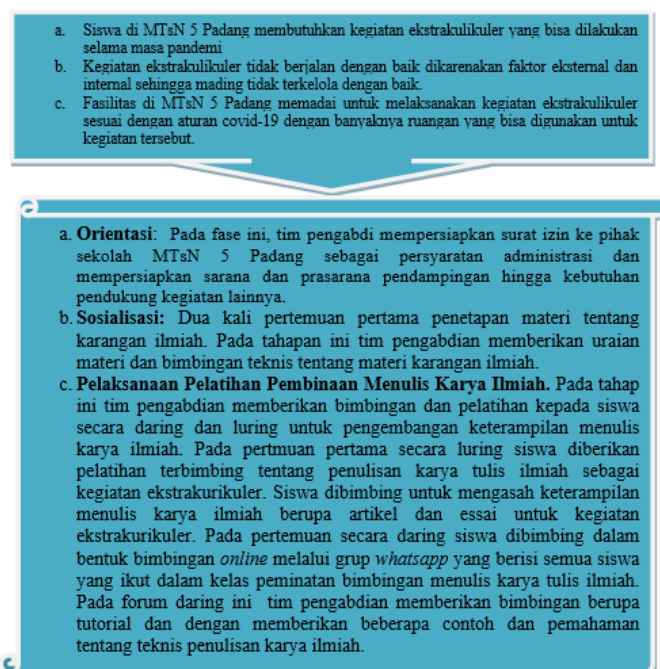 a. Siswa di MTsN 5 Padang membutuhkan kegiatan ekstrakulikuler yang bisa dilakukan
selama masa pandemi
b. Kegiatan ekstrakulikuler tidak berjalan dengan baik dikarenakan faktor eksternal dan
internal sehingga mading tidak terkelola dengan baik.
c. Fasilitas di MTsN 5 Padang memadai untuk melaksanakan kegiatan ekstrakulikuler
sesuai dengan aturan covid-19 dengan banyaknya ruangan yang bisa digunakan untuk
kegiatan tersebut.
a. Orientasi: Pada fase ini, tim pengabdi mempersiapkan surat izin ke pihak
sekolah MTsN 5 Padang sebagai persyaratan administrasi dan
mempersiapkan sarana dan prasarana pendampingan hingga kebutuhan
pendukung kegiatan lainnya.
b. Sosialisasi: Dua kali pertemuan pertama penetapan materi tentang
karangan ilmiah. Pada tahapan ini tim pengabdian memberikan uraian
materi dan bimbingan teknis tentang materi karangan ilmiah.
c. Pelaksanaan Pelatihan Pembinaan Menulis Karya Ilmiah. Pada tahap
ini tim pengabdian memberikan bimbingan dan pelatihan kepada siswa
secara daring dan luring untuk pengembangan keterampilan menulis
karya ilmiah. Pada pertmuan pertama secara luring siswa diberikan
pelatihan terbimbing tentang penulisan karya tulis ilmiah sebagai
kegiatan ekstrakurikuler. Siswa dibimbing untuk mengasah keterampilan
menulis karya ilmiah berupa artikel dan essai untuk kegiatan
ekstrakurikuler. Pada pertemuan secara daring siswa dibimbing dalam
bentuk bimbingan online melalui grup whatsapp yang berisi semua siswa
yang ikut dalam kelas peminatan bimbingan menulis karya tulis ilmiah.
Pada forum daring ini tim pengabdian memberikan bimbingan berupa
tutorial dan dengan memberikan beberapa contoh dan pemahaman
tentang teknis penulisan karya ilmiah.